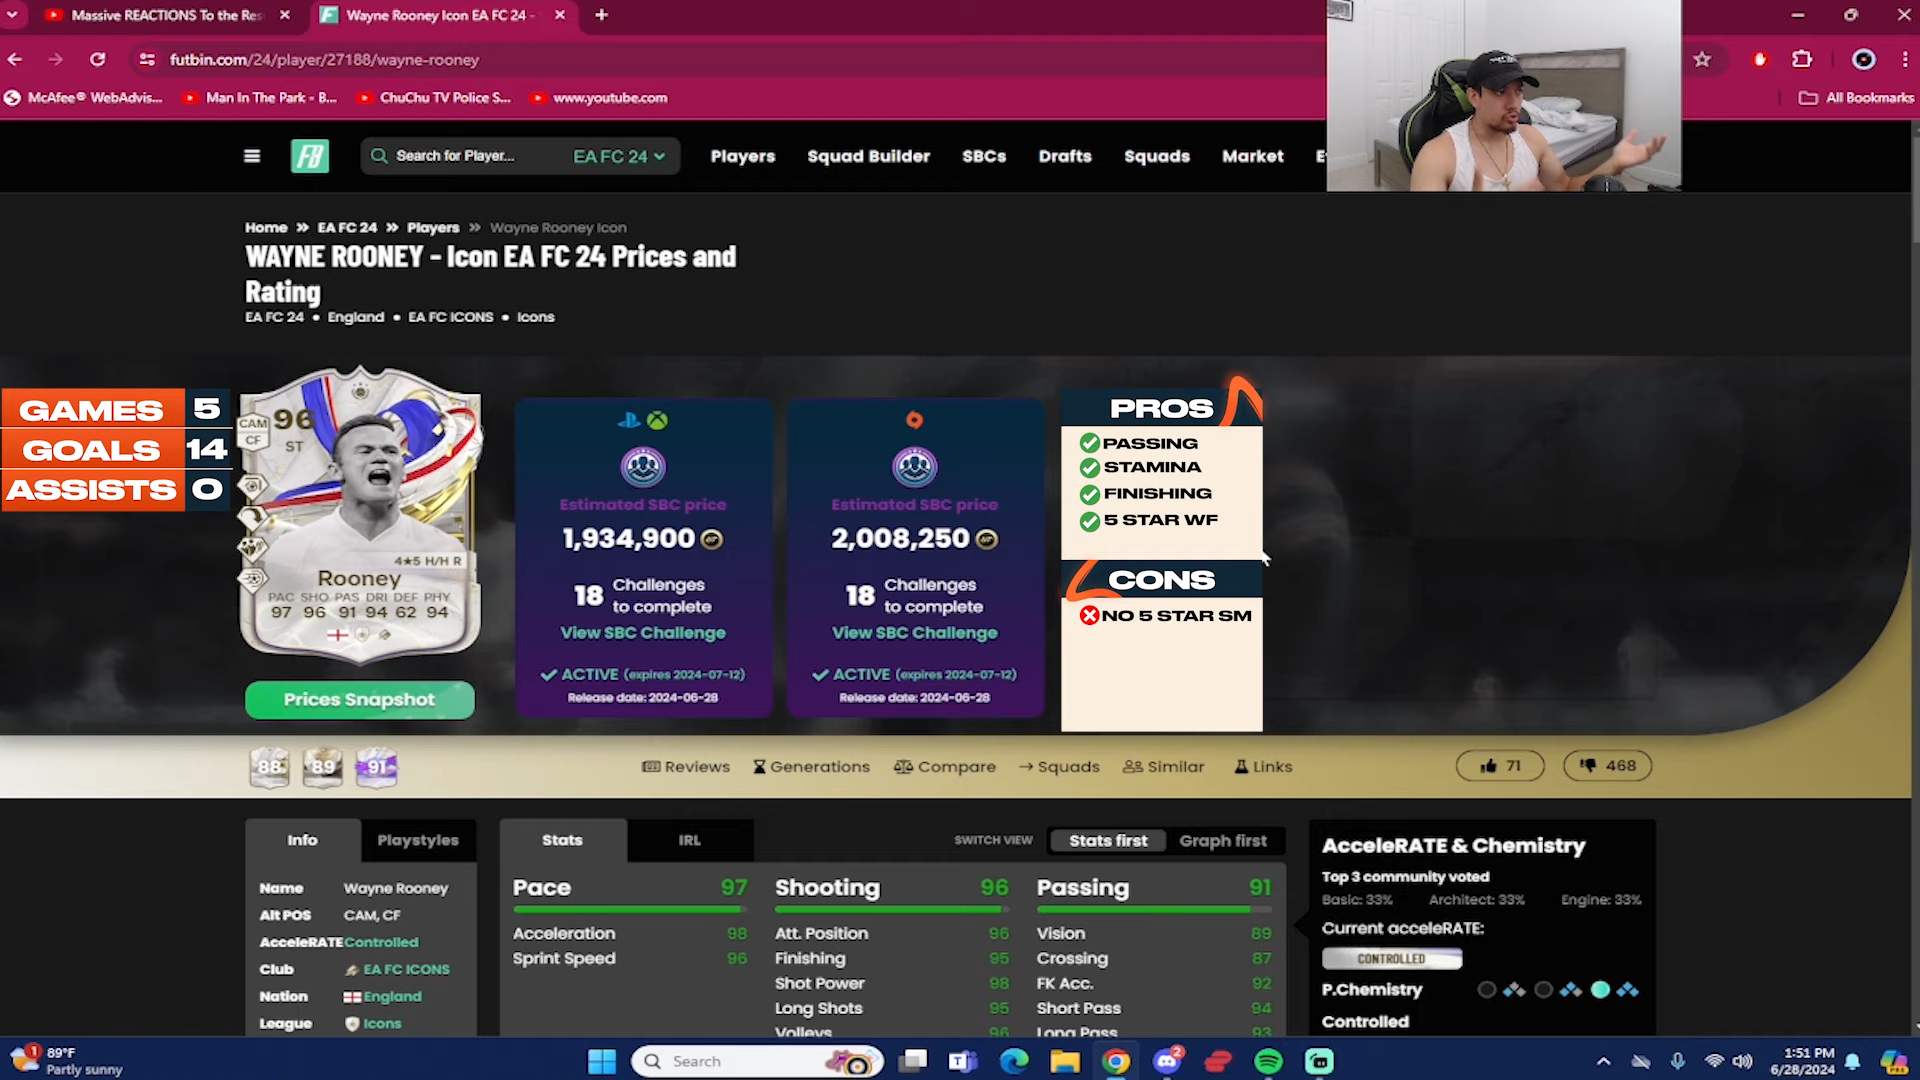 Massive REACTIONS To the Res
Wayne Rooney Icon EA FC 24 -
futbin.com/24/player/27188/wayne-rooney
McAfee® WebAdvis...
Man In The Park - B...
ChuChu TV Police S...
www.youtube.com
All Bookmarks
Search for Player...
EA FC 24
Players
Squad Builder
SBCs
Drafts
Squads
Market
E
Home » EA FC 24 » Players » Wayne Rooney Icon
WAYNE ROONEY - Icon EA FC 24 Prices and
Rating
EA FC 24 • England • EA FC ICONS • Icons
GAMES 5
GOALS 14
ASSISTS 0
CAM
CF
96
ST
4★5 H/H R
Rooney
PAC SHO PAS DRI DEF PHY
97 96 91 94 62 94
Prices Snapshot
Estimated SBC price
1,934,900
18 Challenges
to complete
View SBC Challenge
ACTIVE (expires 2024-07-12)
Release date: 2024-06-28
Estimated SBC price
2,008,250
18 Challenges
to complete
View SBC Challenge
ACTIVE (expires 2024-07-12)
Release date: 2024-06-28
PROS
PASSING
STAMINA
FINISHING
5 STAR WF
CONS
NO 5 STAR SM
88
89
91
Reviews
Generations
Compare
Squads
Similar
Links
71
468
Info
Playstyles
Name Wayne Rooney
Alt POS CAM, CF
AcceleRATE Controlled
Club EA FC ICONS
Nation England
League Icons
Stats
IRL
SWITCH VIEW
Stats first
Graph first
Pace 97
Acceleration 98
Sprint Speed 96
Shooting 96
Att. Position 96
Finishing 95
Shot Power 98
Long Shots 95
Volleys 96
Passing 91
Vision 89
Crossing 87
FK Acc. 92
Short Pass 94
Long Pass 93
AcceleRATE & Chemistry
Top 3 community voted
Basic: 33% Architect: 33% Engine: 33%
Current acceleRATE:
CONTROLLED
P.Chemistry
Controlled
1
89°F
Partly sunny
Search
2
1:51 PM
6/28/2024